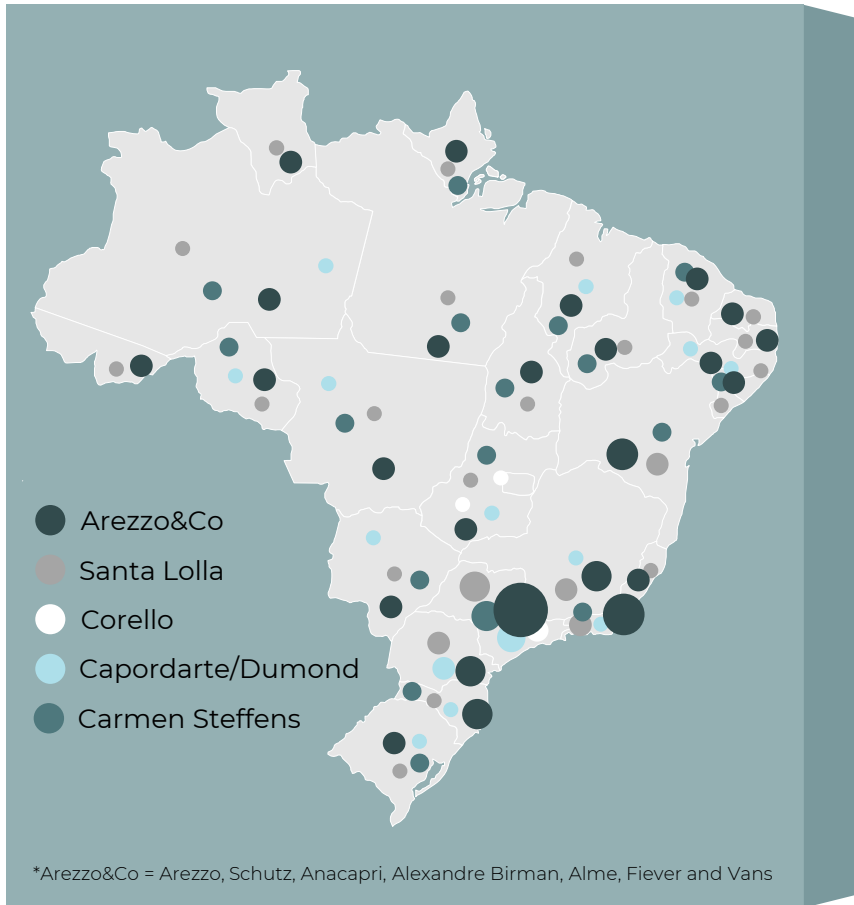 Arezzo&Co
Santa Lolla
Corello
Capordarte/Dumond
Carmen Steffens
*Arezzo&Co = Arezzo, Schutz, Anacapri, Alexandre Birman, Alme, Fiever and Vans